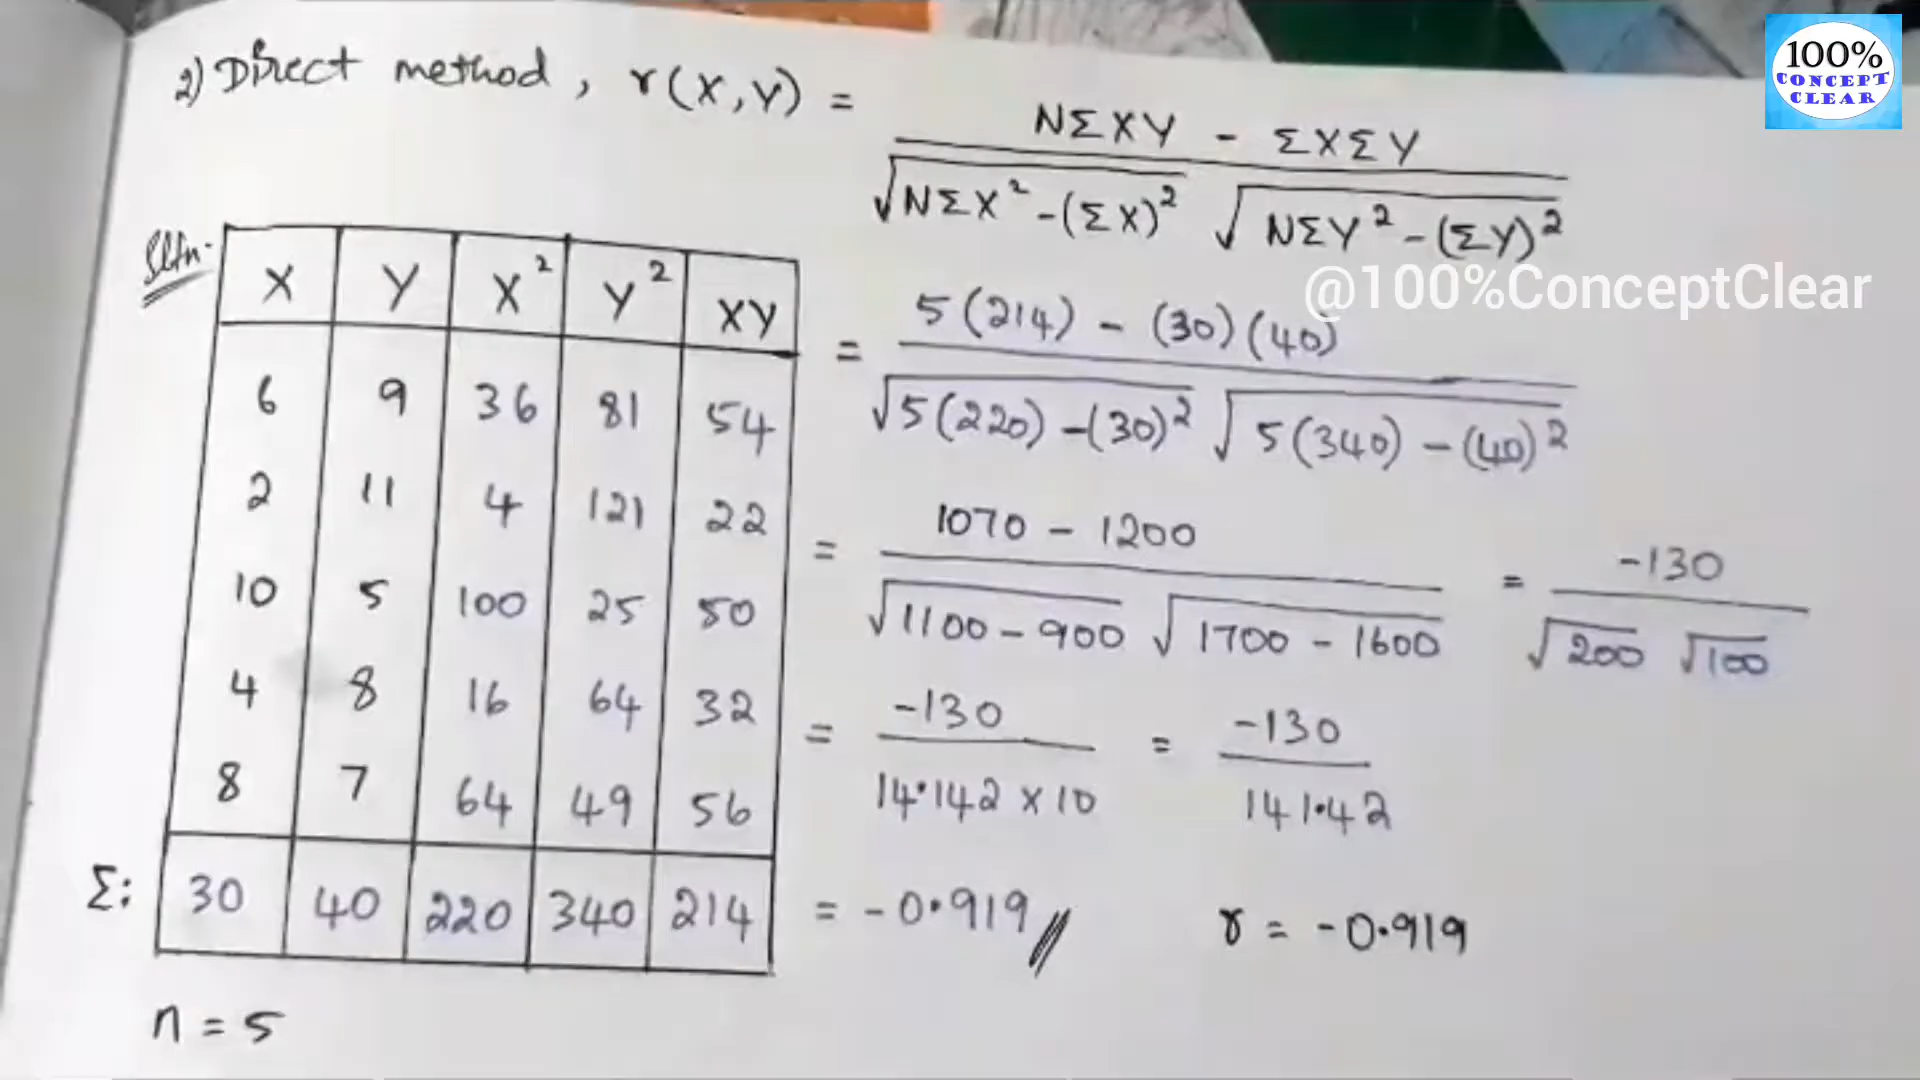 100%
CONCEPT
CLEAR
2) Direct method, r(X,Y) = NΣXY - ΣXΣY / √NΣX² - (ΣX)² √NΣY² - (ΣY)²
@100%ConceptClear
Sltn:-
X Y X² Y² XY
6 9 36 81 54
2 11 4 121 22
10 5 100 25 50
4 8 16 64 32
8 7 64 49 56
Σ: 30 40 220 340 214
n = 5
= 5(214) - (30)(40) / √5(220) - (30)² √5(340) - (40)²
= 1070 - 1200 / √1100 - 900 √1700 - 1600 = -130 / √200 √100
= -130 / 14.142 x 10 = -130 / 141.42
= -0.919 // r = -0.919